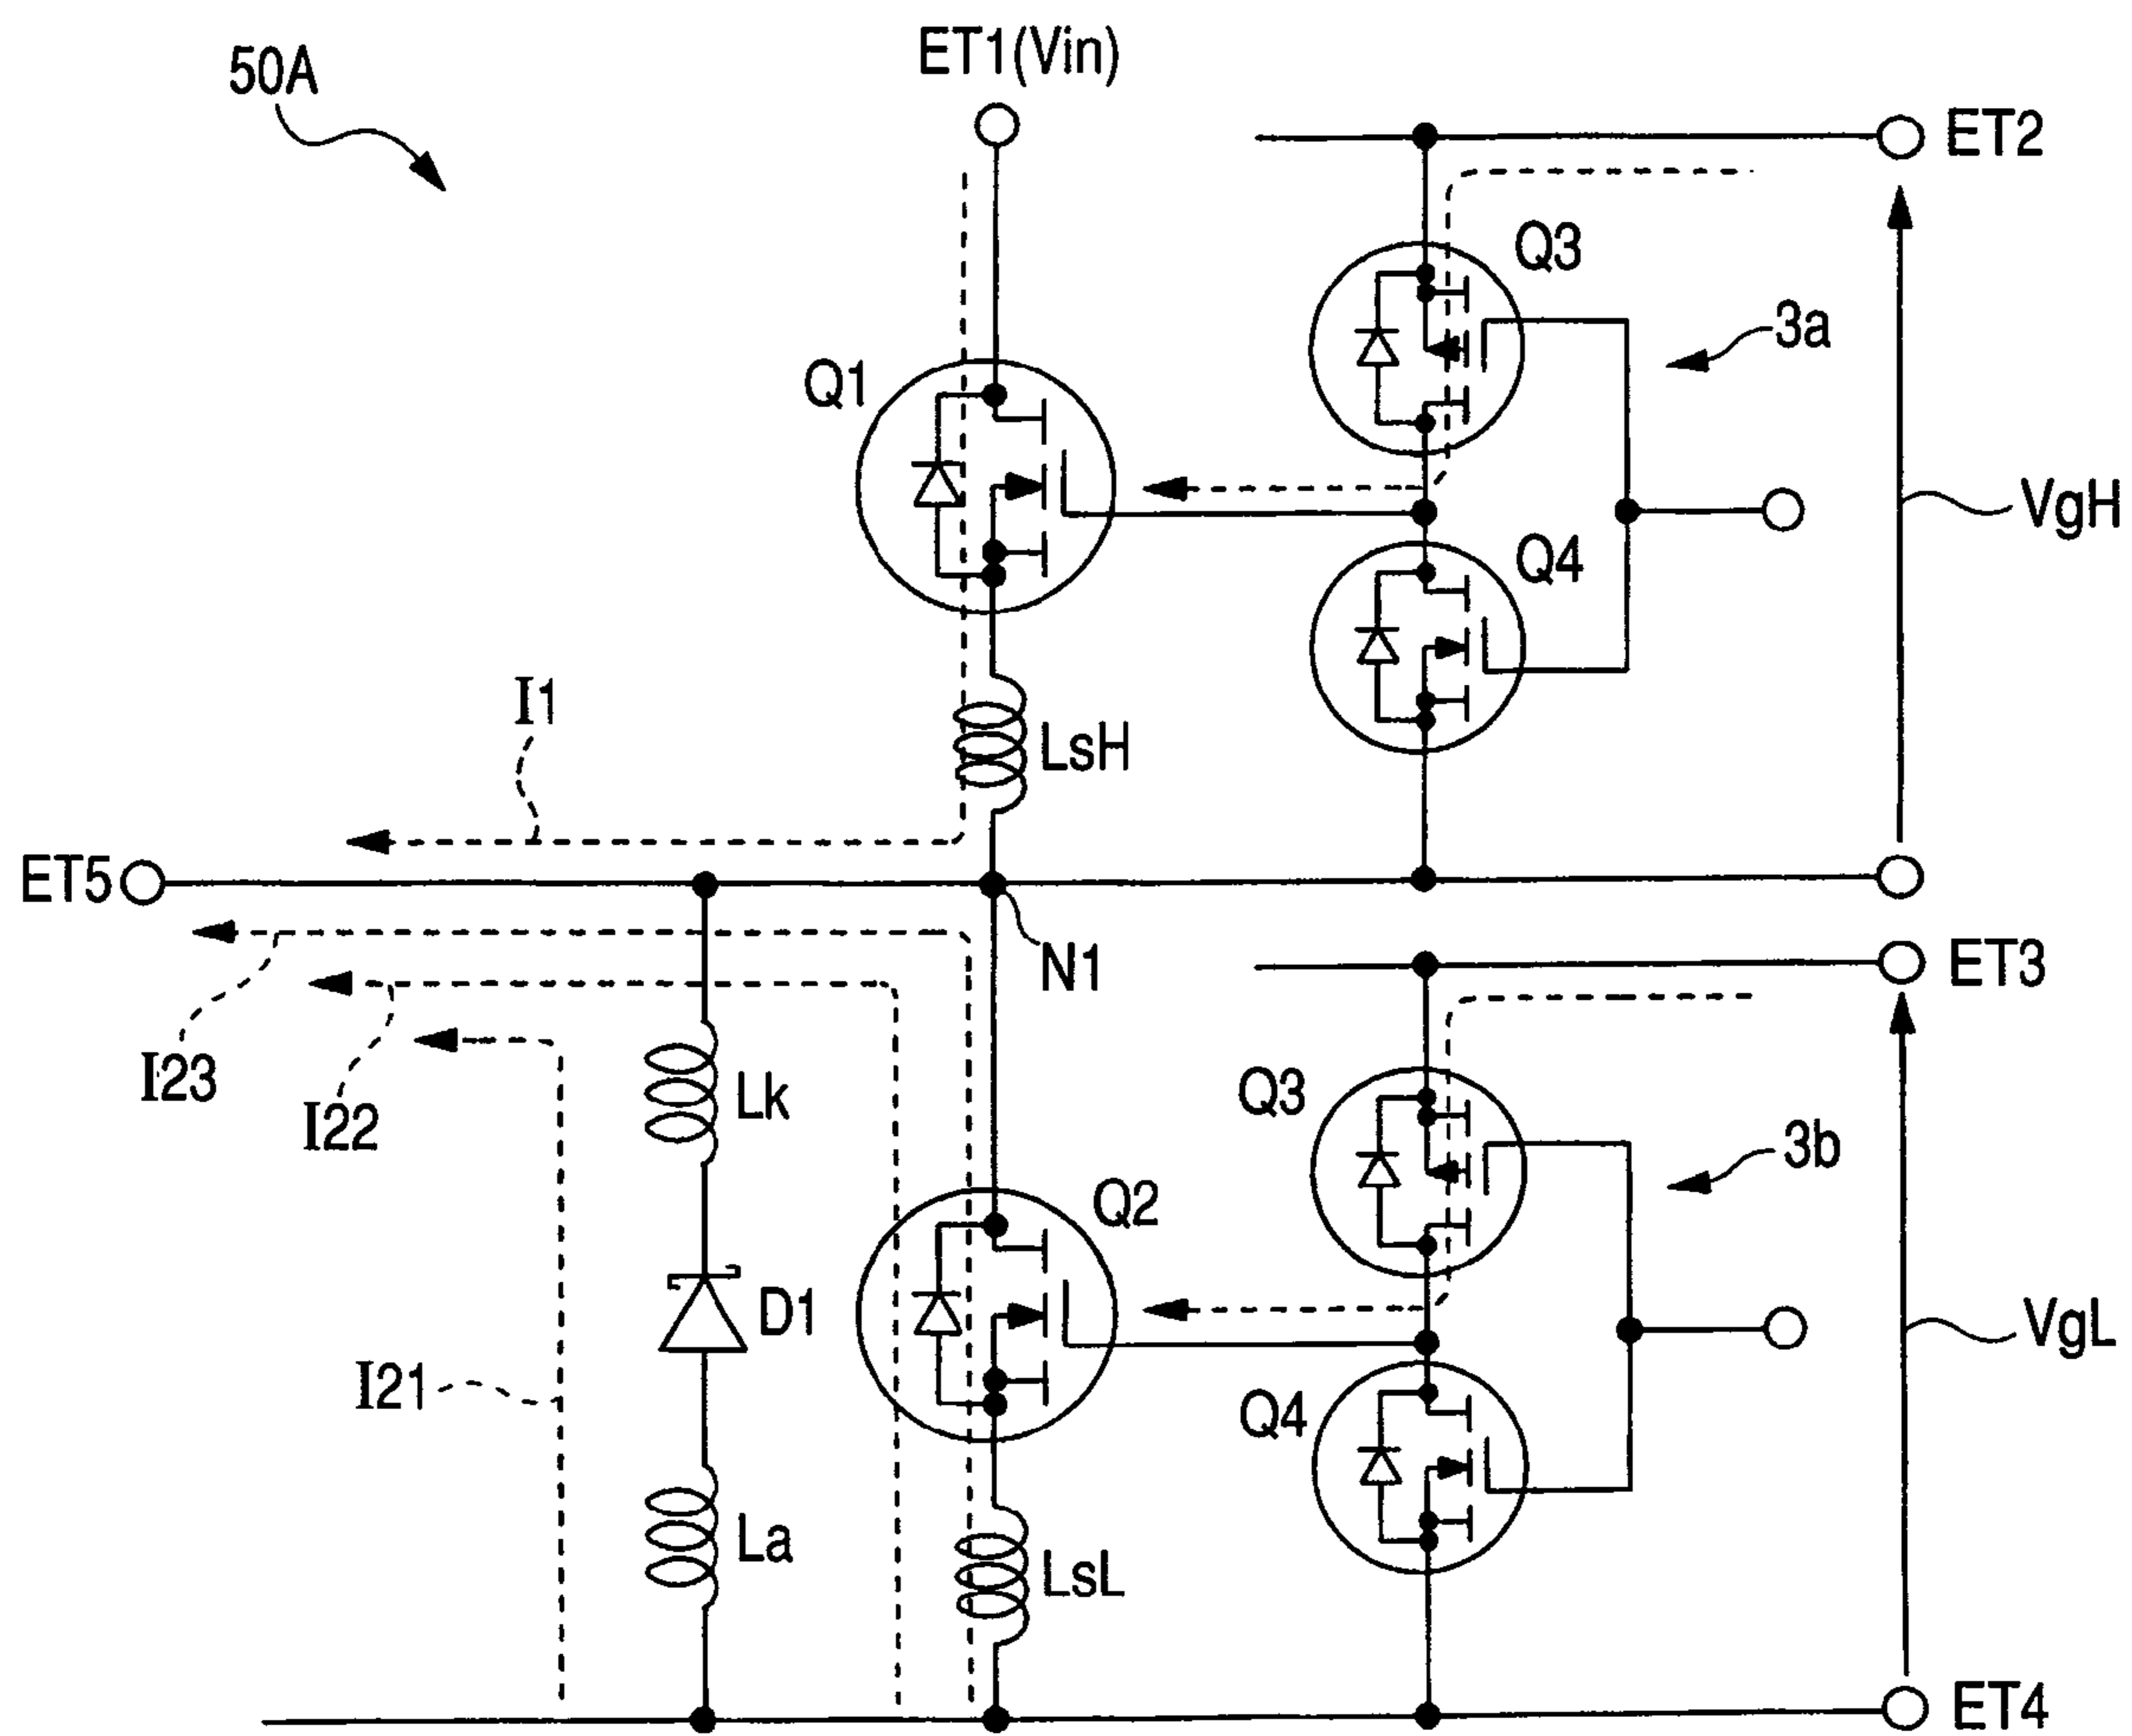 50A
ET1(Vin)
ET2
Q3
3a
Q1
VgH
Q4
I1
LsH
ET5
N1
ET3
I23
I22
Lk
Q3
3b
Q2
D1
VgL
I21
Q4
La
LsL
ET4